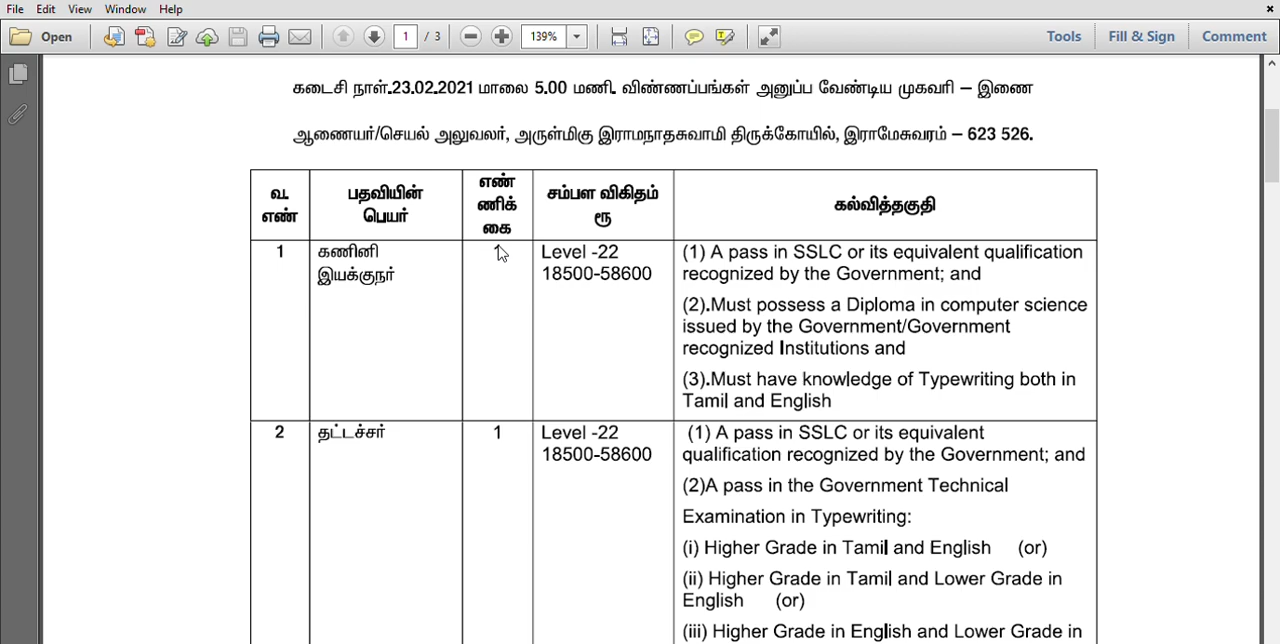 File Edit View Window Help
Open 1 / 3 139% Tools Fill & Sign Comment
கடைசி நாள்.23.02.2021 மாலை 5.00 மணி. விண்ணப்பங்கள் அனுப்ப வேண்டிய முகவரி – இணை
ஆணையர்/செயல் அலுவலர், அருள்மிகு இராமநாதசுவாமி திருக்கோயில், இராமேசுவரம் – 623 526.
வ.
எண்
பதவியின்
பெயர்
எண்
ணிக்
கை
சம்பள விகிதம்
ரூ
கல்வித்தகுதி
1
கணினி
இயக்குநர்
1
Level -22
18500-58600
(1) A pass in SSLC or its equivalent qualification
recognized by the Government; and
(2).Must possess a Diploma in computer science
issued by the Government/Government
recognized Institutions and
(3).Must have knowledge of Typewriting both in
Tamil and English
2
தட்டச்சர்
1
Level -22
18500-58600
(1) A pass in SSLC or its equivalent
qualification recognized by the Government; and
(2)A pass in the Government Technical
Examination in Typewriting:
(i) Higher Grade in Tamil and English (or)
(ii) Higher Grade in Tamil and Lower Grade in
English (or)
(iii) Higher Grade in English and Lower Grade in